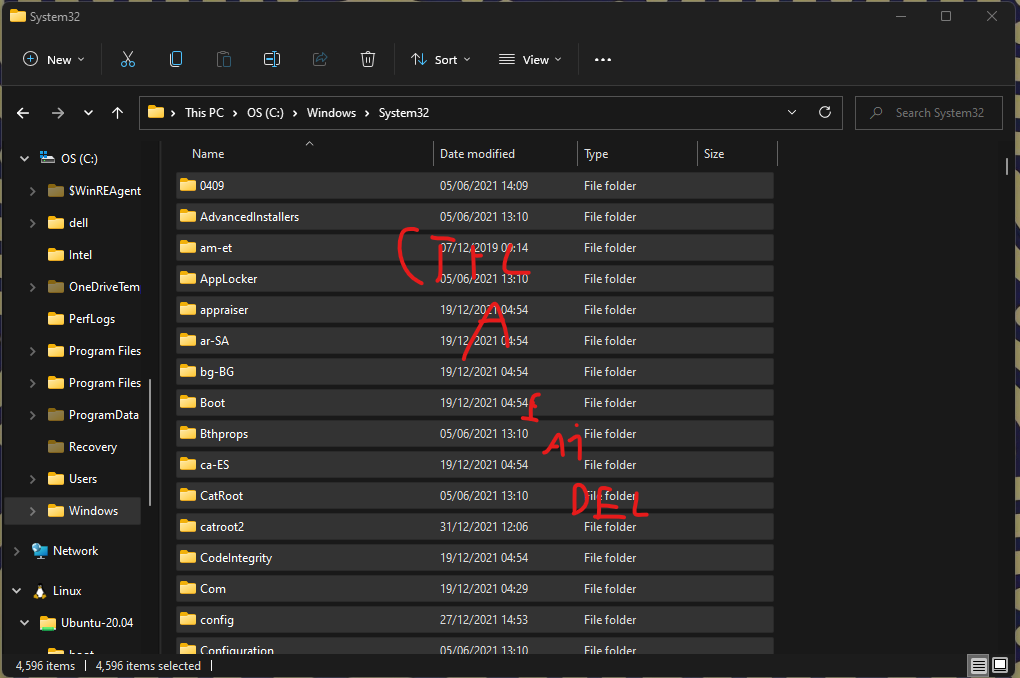 System32
New Sort View
This PC > OS (C:) > Windows > System32 Search System32
Name Date modified Type Size
OS (C:)
$WinREAgent
dell
Intel
OneDriveTem
PerfLogs
Program Files
Program Files
ProgramData
Recovery
Users
Windows
Network
Linux
Ubuntu-20.04
0409 05/06/2021 14:09 File folder
AdvancedInstallers 05/06/2021 13:10 File folder
am-et 07/12/2019 09:14 File folder
AppLocker 05/06/2021 13:10 File folder
appraiser 19/12/2021 04:54 File folder
ar-SA 19/12/2021 04:54 File folder
bg-BG 19/12/2021 04:54 File folder
Boot 19/12/2021 04:54 File folder
Bthprops 05/06/2021 13:10 File folder
ca-ES 19/12/2021 04:54 File folder
CatRoot 05/06/2021 13:10 File folder
catroot2 31/12/2021 12:06 File folder
CodeIntegrity 19/12/2021 04:54 File folder
Com 19/12/2021 04:29 File folder
config 27/12/2021 14:53 File folder
Configuration 05/06/2021 13:10 File folder
A
DEL
4,596 items 4,596 items selected